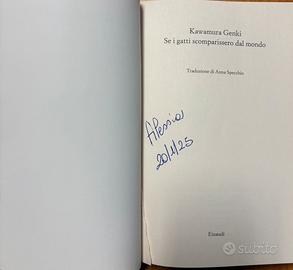 Kawamura Genki
Se i gatti scomparissero dal mondo
Traduzione di Anna Specchio
Alessia
20/1/25
Einaudi
subito